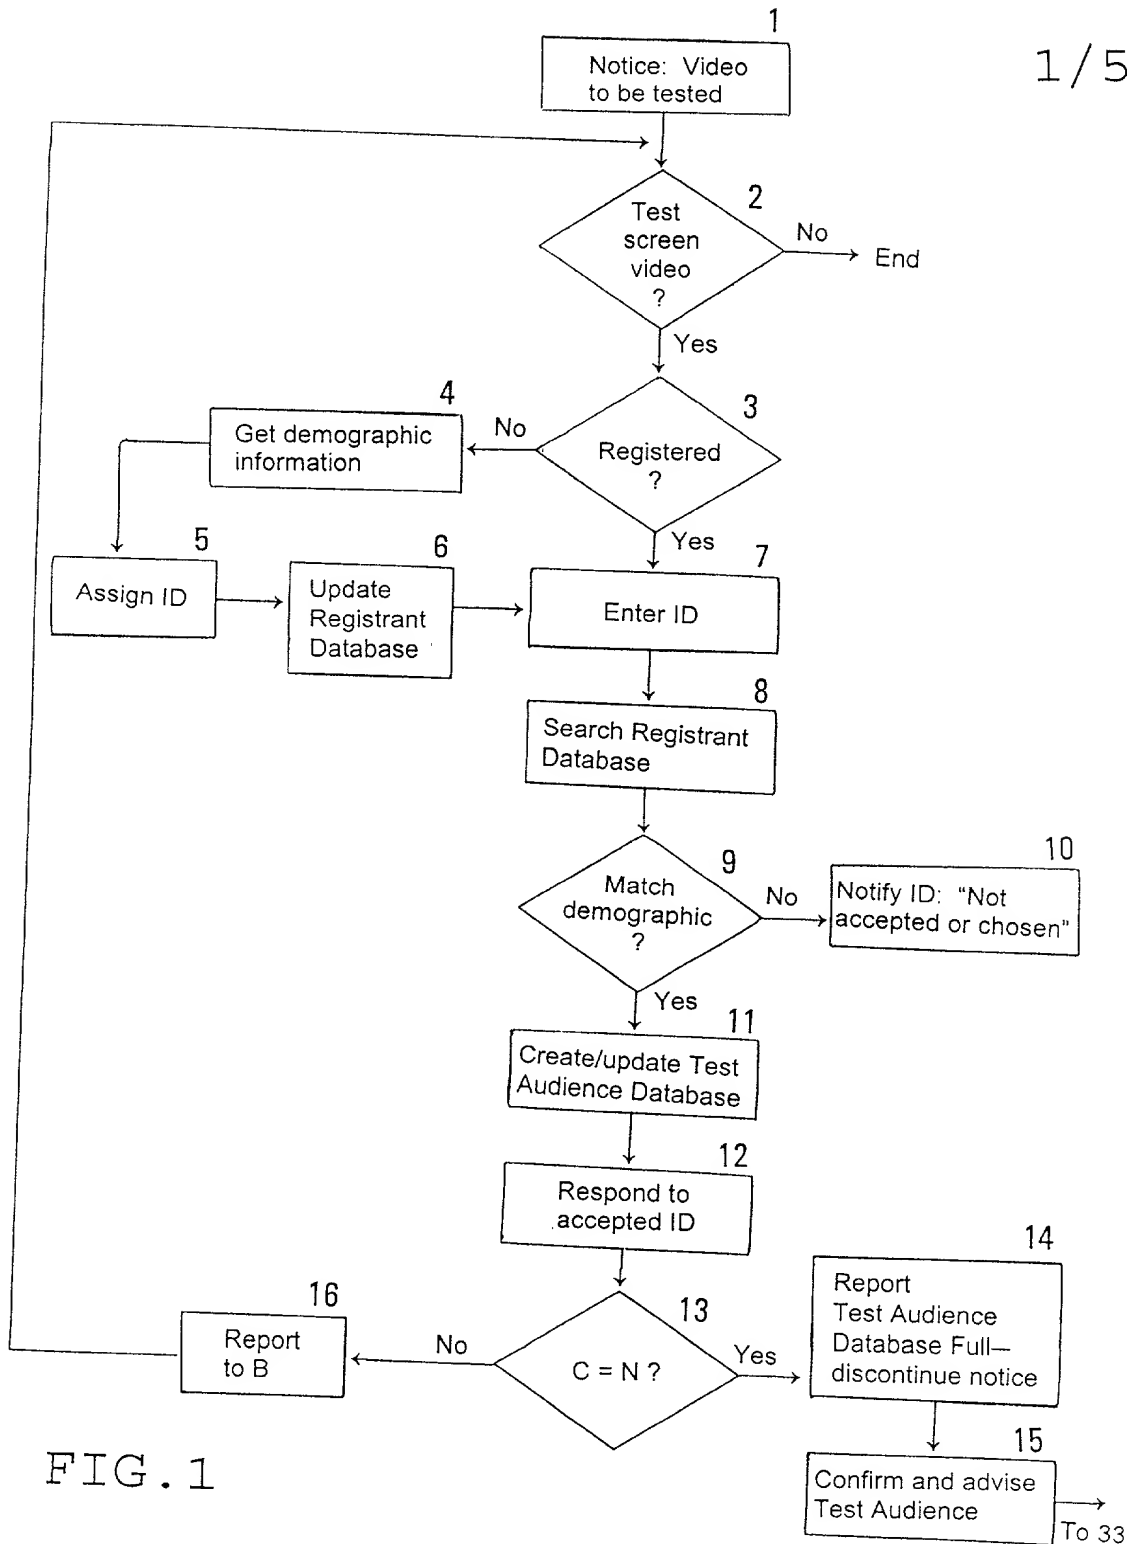 1
1/5
Notice: Video
to be tested
2
Test
screen
video
?
No
End
Yes
4
3
Get demographic
information
No
Registered
?
Yes
5
6
7
Assign ID
Update
Registrant
Database
Enter ID
8
Search Registrant
Database
9
10
Match
demographic
?
No
Notify ID: "Not
accepted or chosen"
Yes
11
Create/update Test
Audience Database
12
Respond to
accepted ID
14
16
13
Report
to B
No
C = N ?
Yes
Report
Test Audience
Database Full—
discontinue notice
15
Confirm and advise
Test Audience
To 33
FIG.1